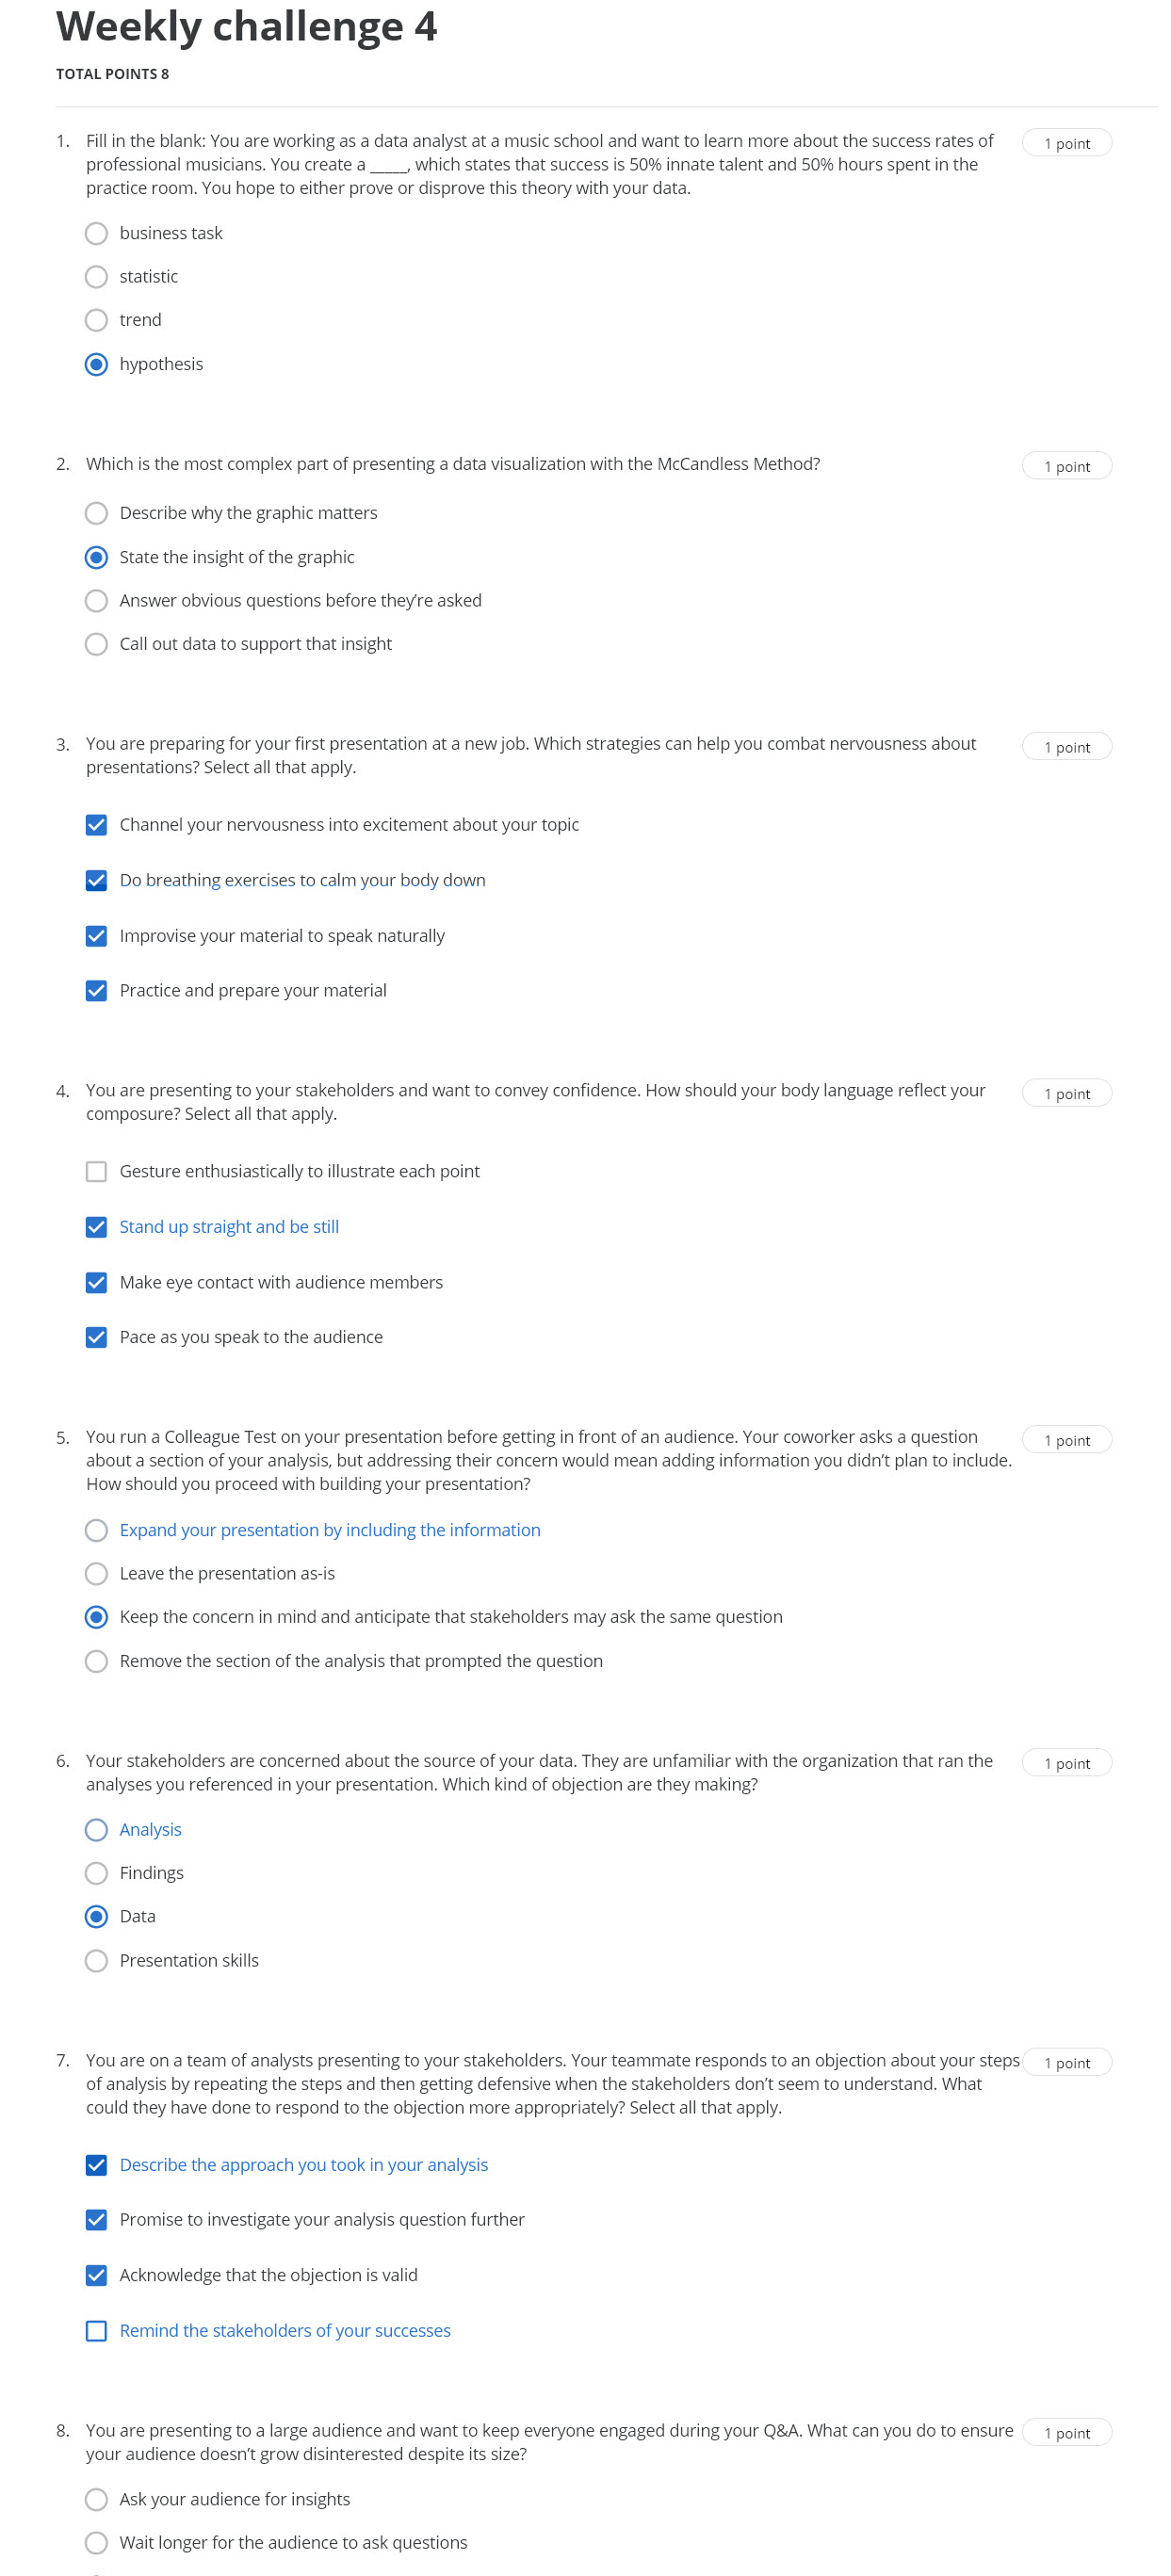 Weekly challenge 4
TOTAL POINTS 8
1. Fill in the blank: You are working as a data analyst at a music school and want to learn more about the success rates of 1 point
professional musicians. You create a _____, which states that success is 50% innate talent and 50% hours spent in the
practice room. You hope to either prove or disprove this theory with your data.
business task
statistic
trend
hypothesis
2. Which is the most complex part of presenting a data visualization with the McCandless Method? 1 point
Describe why the graphic matters
State the insight of the graphic
Answer obvious questions before they're asked
Call out data to support that insight
3. You are preparing for your first presentation at a new job. Which strategies can help you combat nervousness about 1 point
presentations? Select all that apply.
Channel your nervousness into excitement about your topic
Do breathing exercises to calm your body down
Improvise your material to speak naturally
Practice and prepare your material
4. You are presenting to your stakeholders and want to convey confidence. How should your body language reflect your 1 point
composure? Select all that apply.
Gesture enthusiastically to illustrate each point
Stand up straight and be still
Make eye contact with audience members
Pace as you speak to the audience
5. You run a Colleague Test on your presentation before getting in front of an audience. Your coworker asks a question 1 point
about a section of your analysis, but addressing their concern would mean adding information you didn't plan to include.
How should you proceed with building your presentation?
Expand your presentation by including the information
Leave the presentation as-is
Keep the concern in mind and anticipate that stakeholders may ask the same question
Remove the section of the analysis that prompted the question
6. Your stakeholders are concerned about the source of your data. They are unfamiliar with the organization that ran the 1 point
analyses you referenced in your presentation. Which kind of objection are they making?
Analysis
Findings
Data
Presentation skills
7. You are on a team of analysts presenting to your stakeholders. Your teammate responds to an objection about your steps 1 point
of analysis by repeating the steps and then getting defensive when the stakeholders don't seem to understand. What
could they have done to respond to the objection more appropriately? Select all that apply.
Describe the approach you took in your analysis
Promise to investigate your analysis question further
Acknowledge that the objection is valid
Remind the stakeholders of your successes
8. You are presenting to a large audience and want to keep everyone engaged during your Q&A. What can you do to ensure 1 point
your audience doesn't grow disinterested despite its size?
Ask your audience for insights
Wait longer for the audience to ask questions